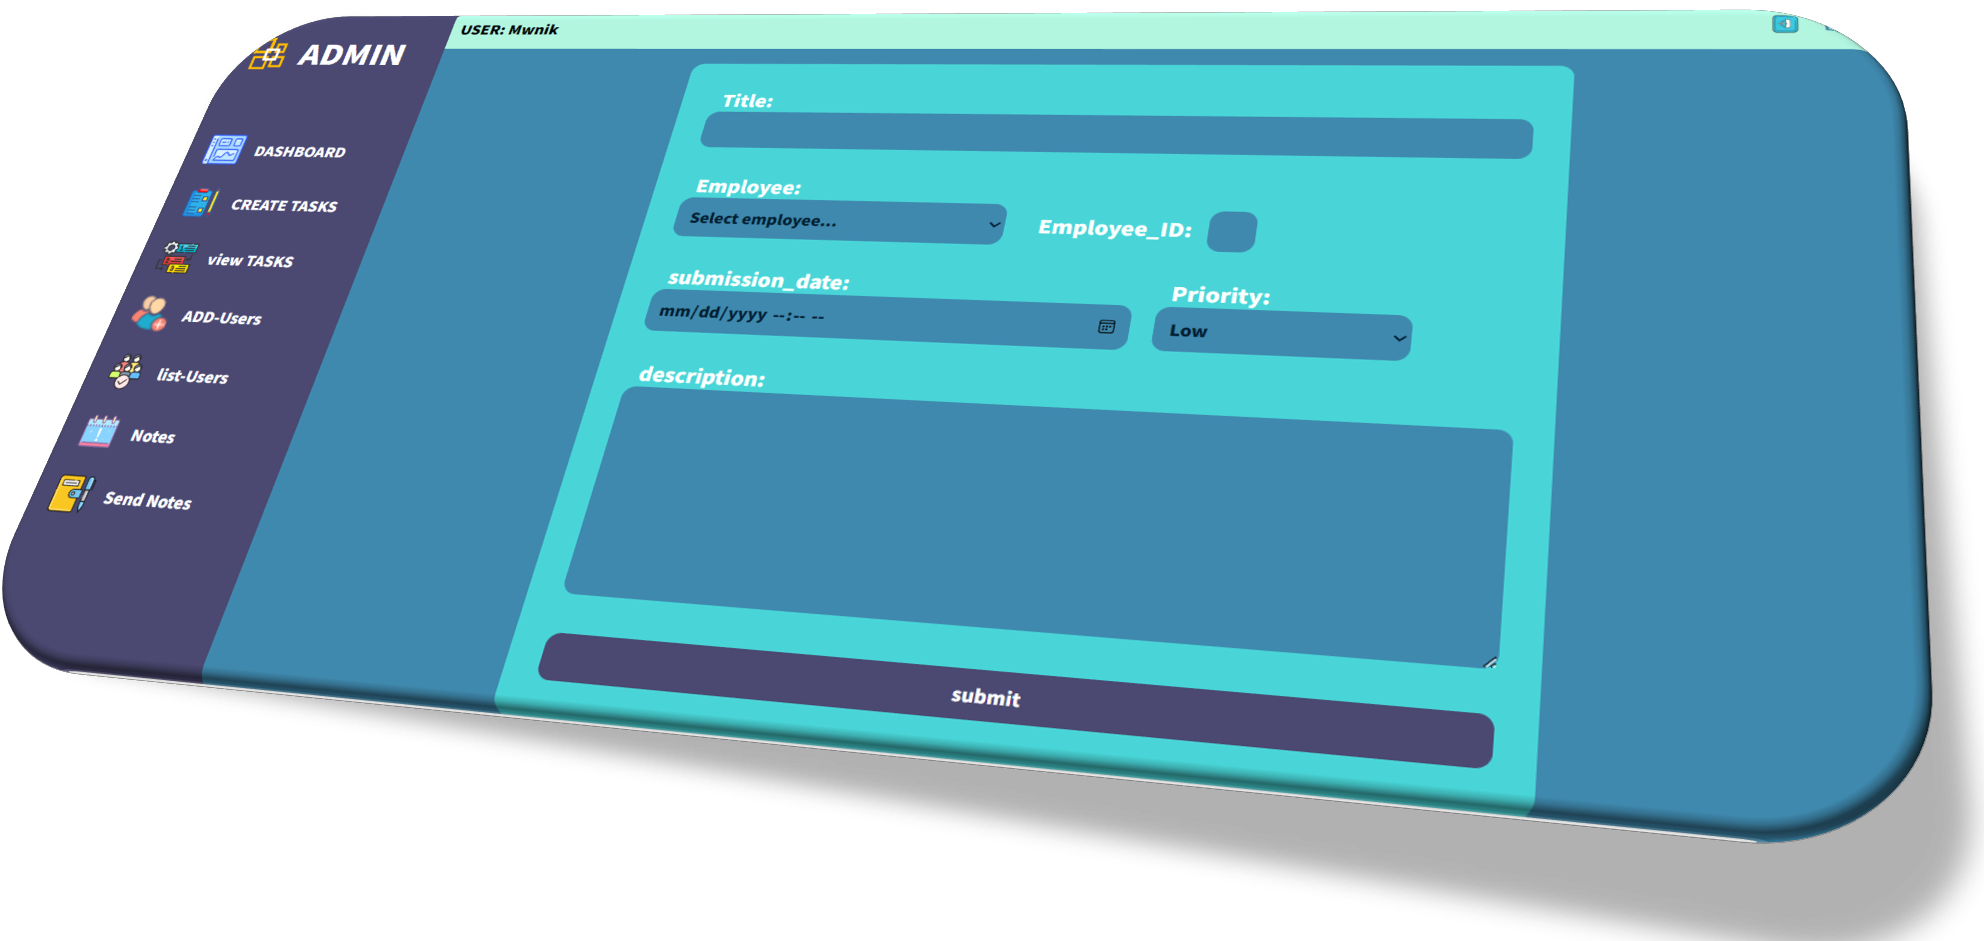 ADMIN
USER: Mwnik
DASHBOARD
CREATE TASKS
view TASKS
ADD-Users
list-Users
Notes
Send Notes
Title:
Employee:
Select employee...
Employee_ID:
submission_date:
mm/dd/yyyy --:-- --
Priority:
Low
description:
submit